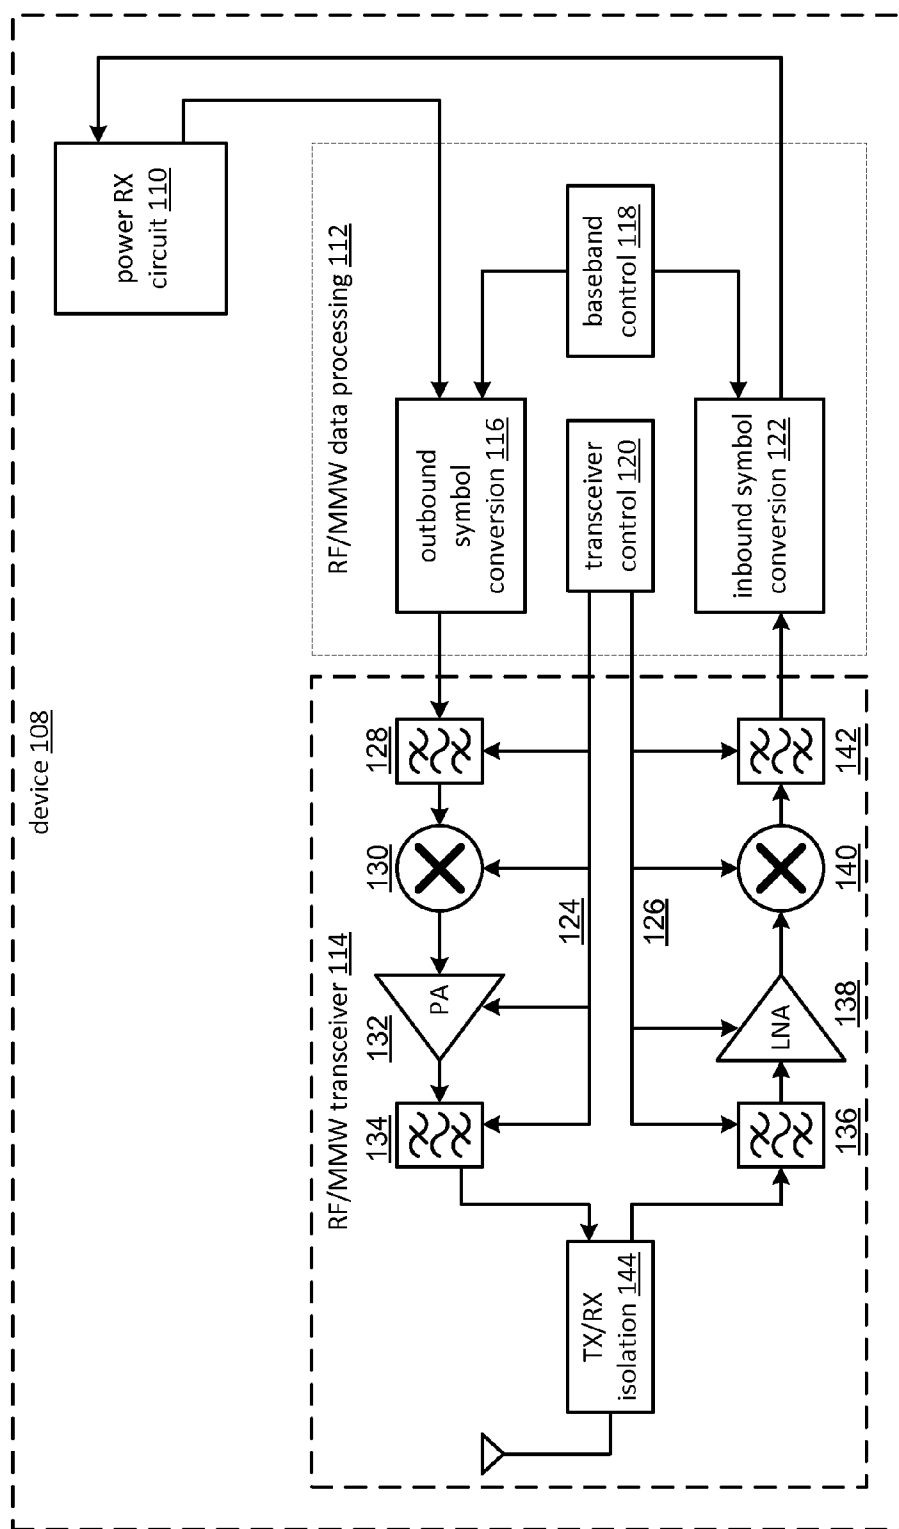 device 108
power RX
circuit 110
RF/MMW data processing 112
outbound
symbol
conversion 116
baseband
control 118
transceiver
control 120
inbound symbol
conversion 122
RF/MMW transceiver 114
128
130
132
PA
134
124
126
142
140
138
LNA
136
TX/RX
isolation 144